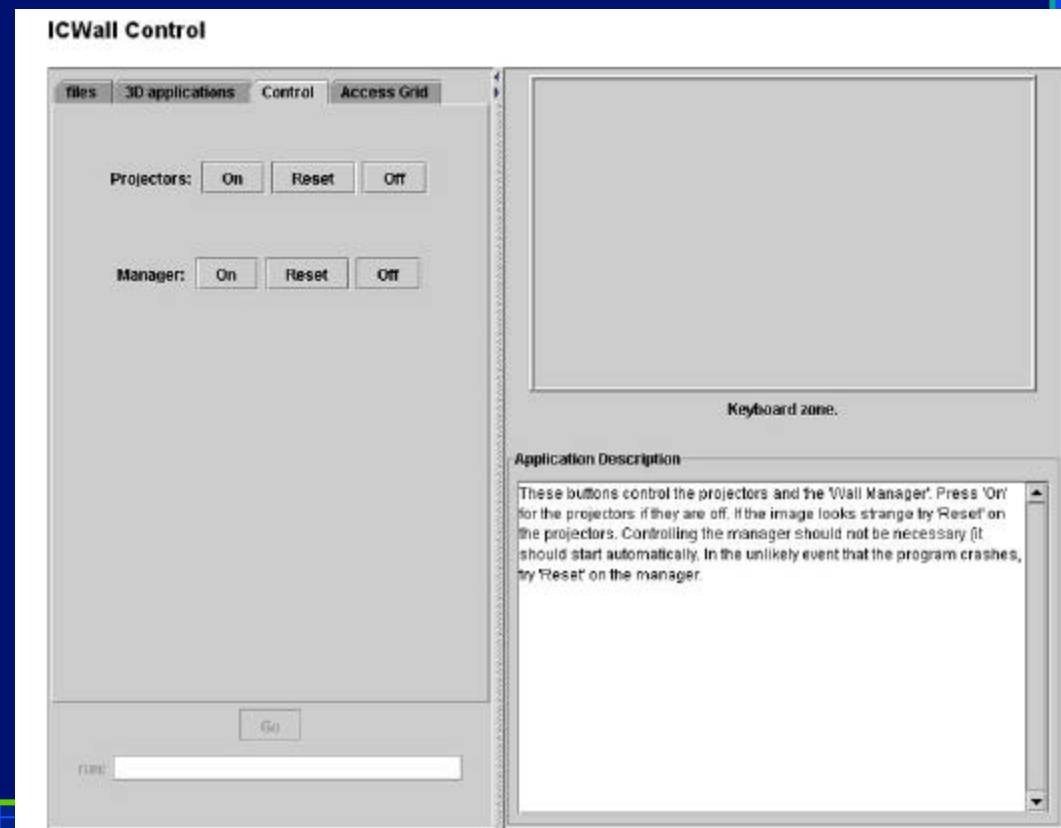 ICWall Control
files 3D applications Control Access Grid
Projectors: On Reset Off
Manager: On Reset Off
Go
run:
Keyboard zone.
Application Description
These buttons control the projectors and the 'Wall Manager'. Press 'On'
for the projectors if they are off. If the image looks strange try 'Reset' on
the projectors. Controlling the manager should not be necessary (it
should start automatically. In the unlikely event that the program crashes,
try 'Reset' on the manager.